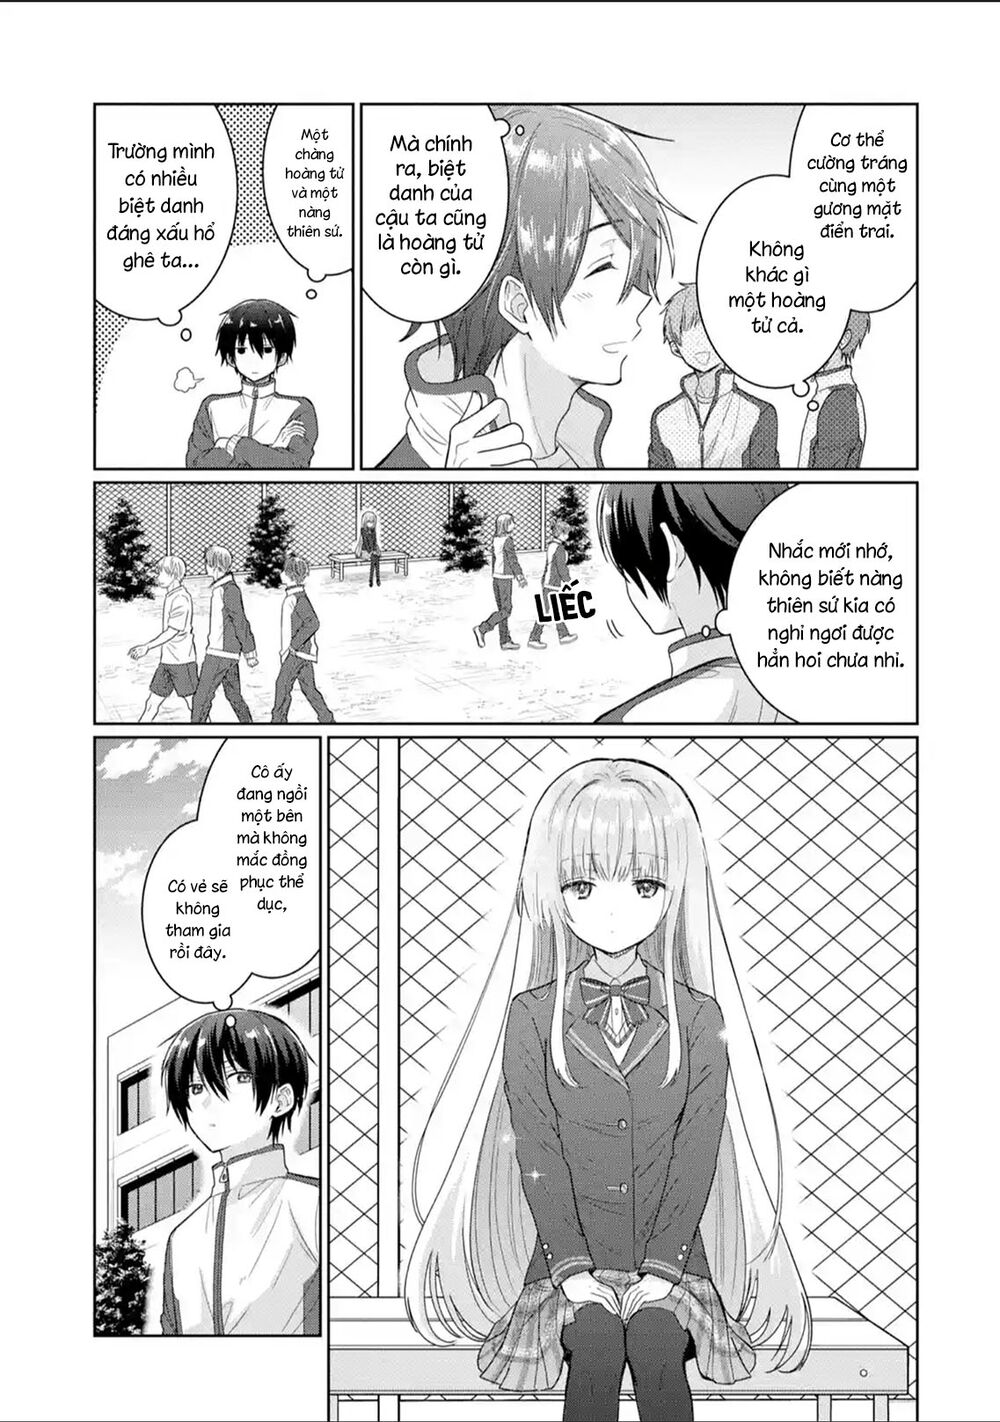 Cơ thể
cường tráng
cùng một
gương mặt
điển trai.
Không
khác gì
một hoàng
tử cả.
Mà chính
ra, biệt
danh của
cậu ta cũng
là hoàng tử
còn gì.
Một
chàng
hoàng tử
và một
nàng
thiên sứ.
Trường mình
có nhiều
biệt danh
đáng xấu hổ
ghê ta...
Nhắc mới nhớ,
không biết nàng
thiên sứ kia có
nghỉ ngơi được
hẳn hoi chưa nhỉ.
LIẾC
Cô ấy
đang ngồi
một bên
mà không
mắc đồng
phục thể
dục,
Có vẻ sẽ
không
tham gia
rồi đây.